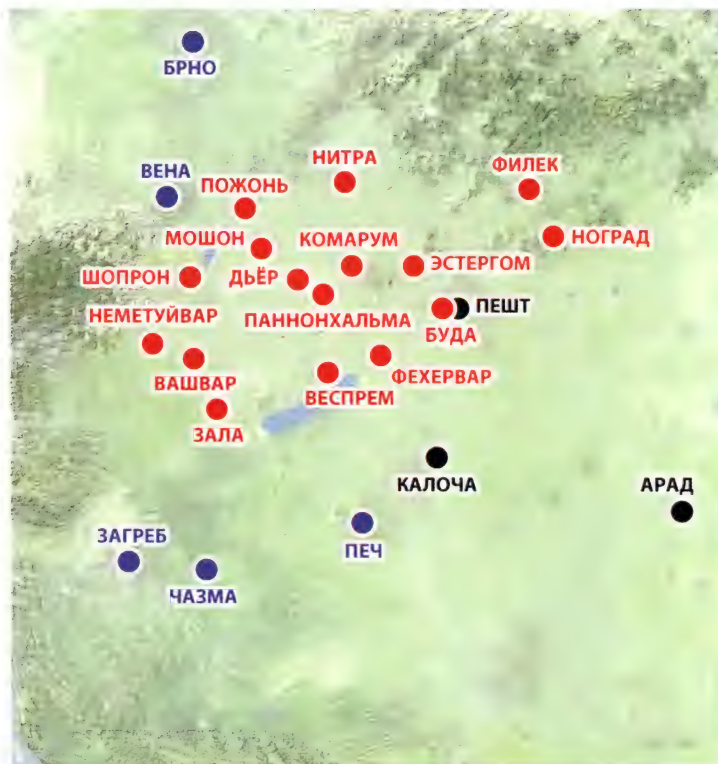 БРНО
НИТРА
ФИЛЕК
ВЕНА
ПОЖОНЬ
МОШОН
КОМАРУМ
НОГРАД
ШОПРОН
ДЬЁР
ЭСТЕРГОМ
НЕМЕТУЙВАР
ПАННОНХАЛЬМА
ПЕШТ
БУДА
ВАШВАР
ВЕСПРЕМ
ФЕХЕРВАР
ЗАЛА
КАЛОЧА
АРАД
ЗАГРЕБ
ПЕЧ
ЧАЗМА